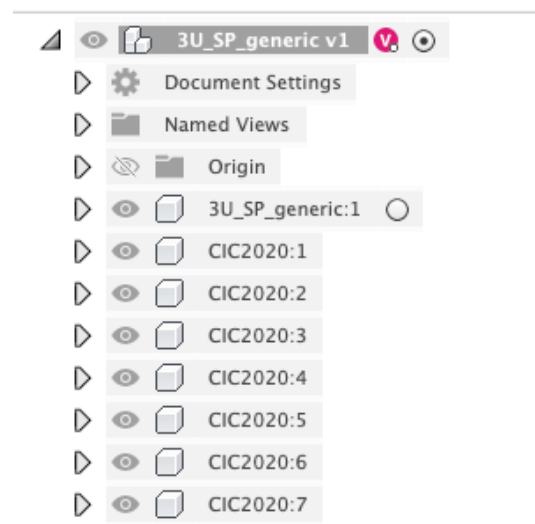 3U_SP_generic v1 V
Document Settings
Named Views
Origin
3U_SP_generic:1
CIC2020:1
CIC2020:2
CIC2020:3
CIC2020:4
CIC2020:5
CIC2020:6
CIC2020:7